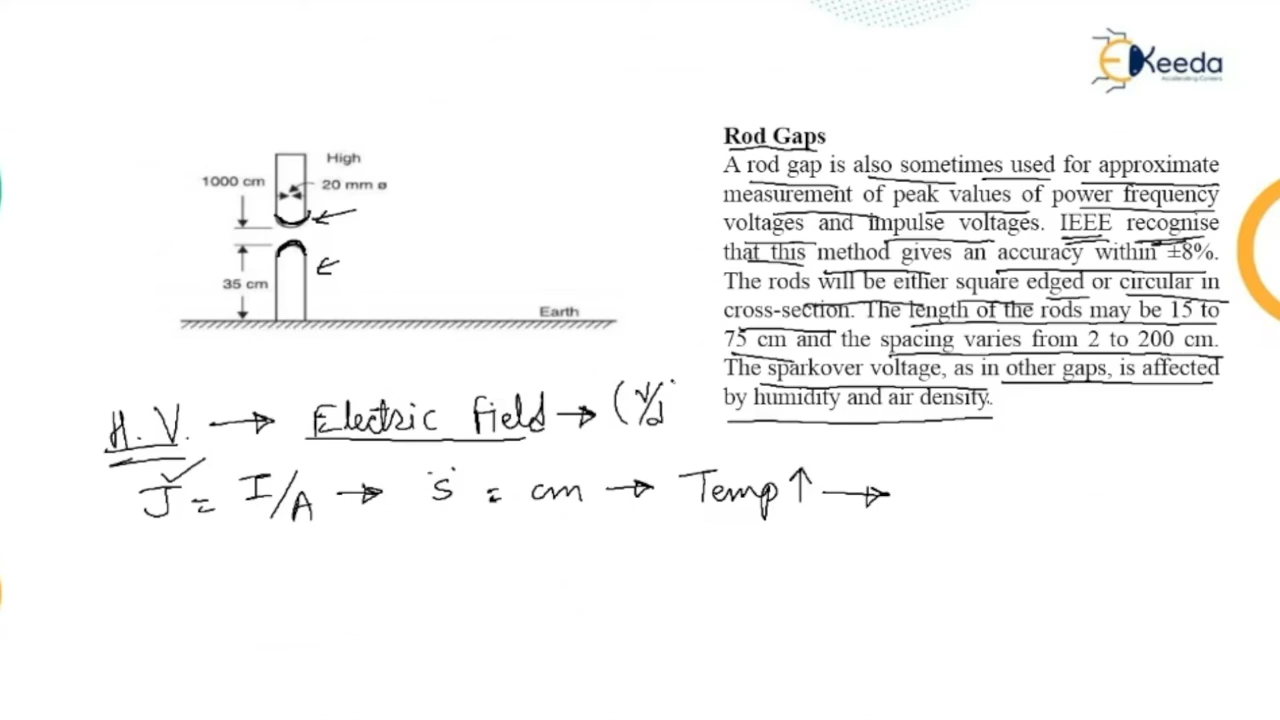 Keeda
Rod Gaps
A rod gap is also sometimes used for approximate
measurement of peak values of power frequency
voltages and impulse voltages. IEEE recognise
that this method gives an accuracy within ±8%.
The rods will be either square edged or circular in
cross-section. The length of the rods may be 15 to
75 cm and the spacing varies from 2 to 200 cm.
The sparkover voltage, as in other gaps, is affected
by humidity and air density.
High
1000 cm
20 mm ø
35 cm
Earth
H.V. → Electric field → (V/d
J = I/A → S = cm → Temp ↑ →